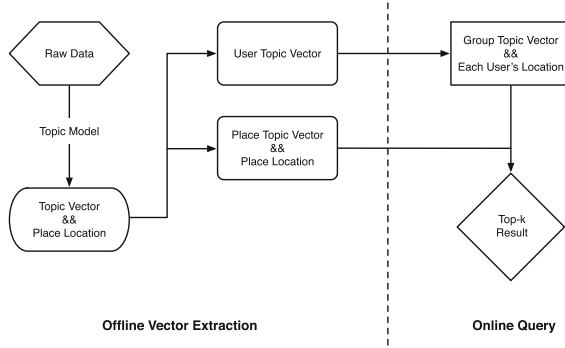 Raw Data
Topic Model
Topic Vector
&&
Place Location
User Topic Vector
Place Topic Vector
&&
Place Location
Group Topic Vector
&&
Each User's Location
Top-k
Result
Offline Vector Extraction
Online Query